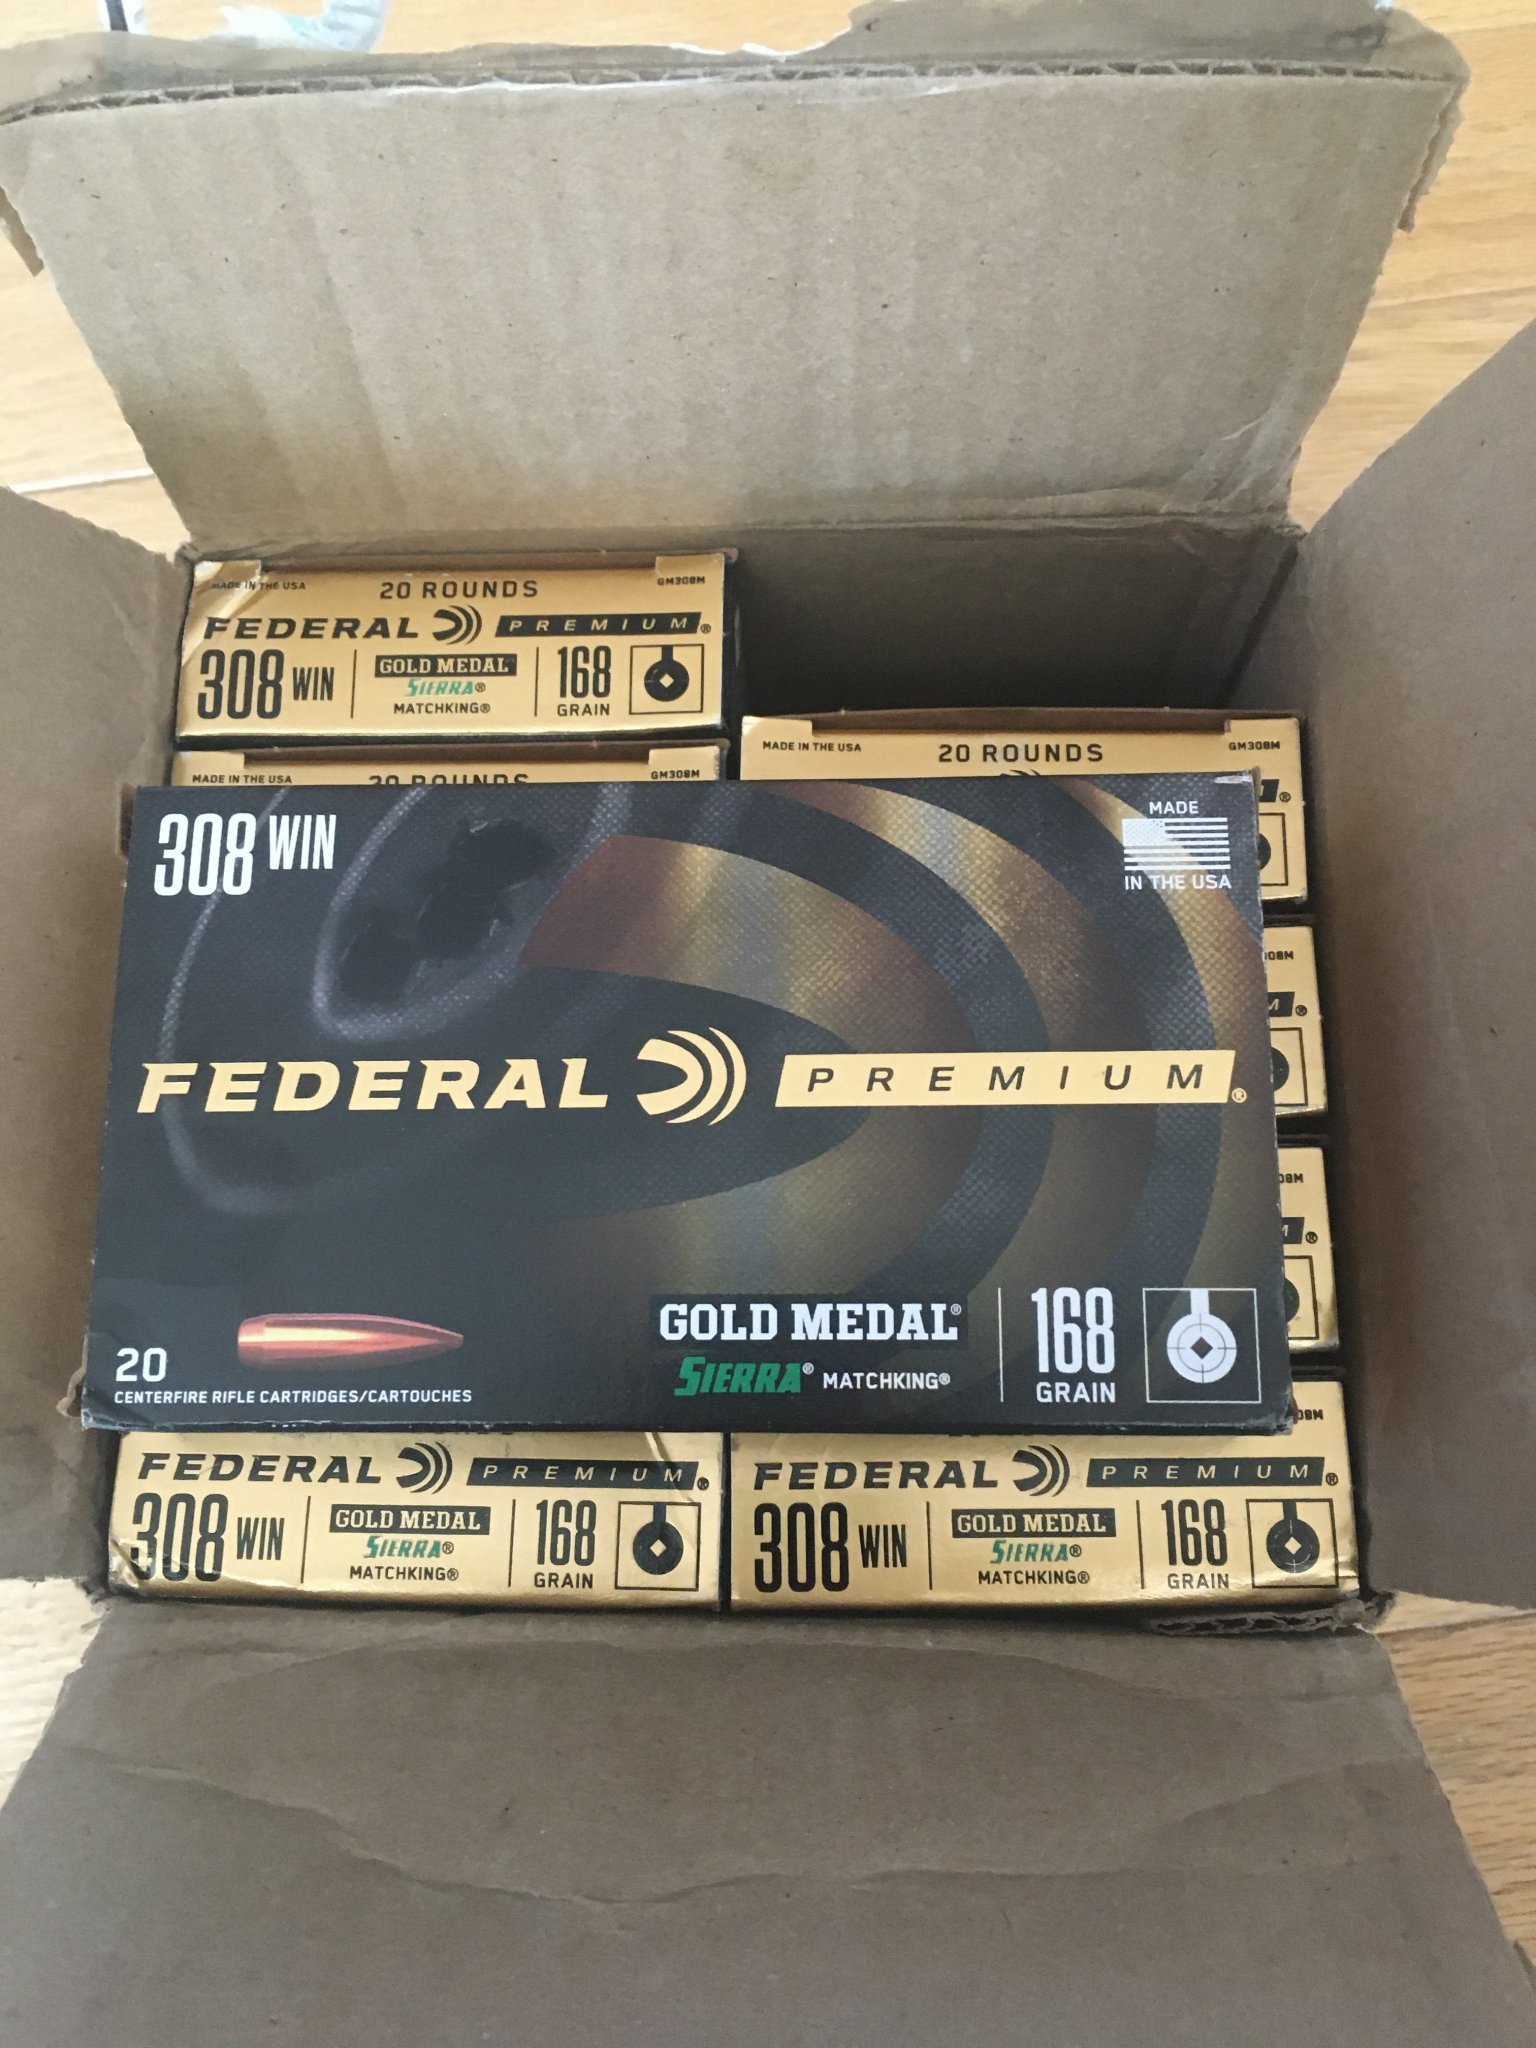 MADE IN THE USA
20 ROUNDS
GM308M
FEDERAL PREMIUM®
308 WIN
GOLD MEDAL
SIERRA®
MATCHKING®
168
GRAIN
MADE IN THE USA
20 ROUNDS
GM308M
MADE IN THE USA
20 ROUNDS
GM308M
®
308 WIN
MADE
IN THE USA
FEDERAL PREMIUM®
20
CENTERFIRE RIFLE CARTRIDGES/CARTOUCHES
GOLD MEDAL®
SIERRA® MATCHKING®
168
GRAIN
®
®
FEDERAL PREMIUM®
308 WIN
GOLD MEDAL
SIERRA®
MATCHKING®
168
GRAIN
FEDERAL PREMIUM®
308 WIN
GOLD MEDAL
SIERRA®
MATCHKING®
168
GRAIN